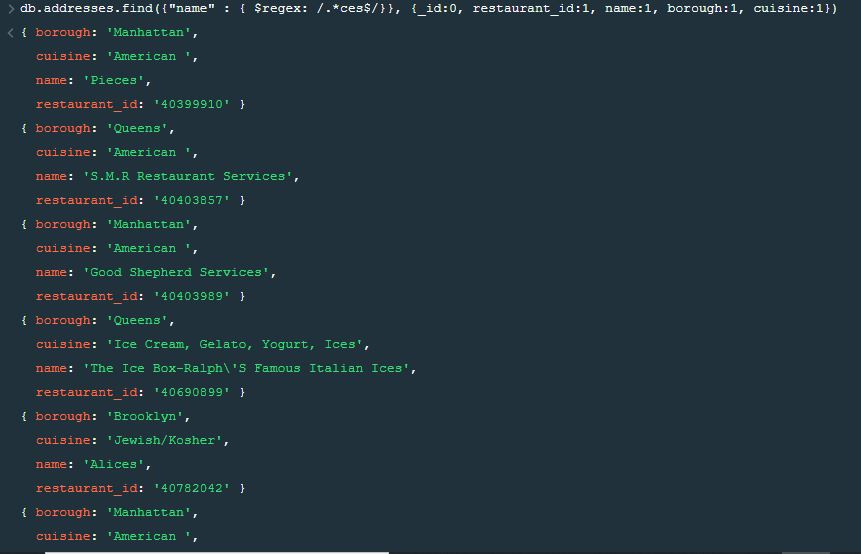 db.addresses.find({"name" : { $regex: /.*ces$/}}, {_id:0, restaurant_id:1, name:1, borough:1, cuisine:1})
{ borough: 'Manhattan',
cuisine: 'American ',
name: 'Pieces',
restaurant_id: '40399910' }
{ borough: 'Queens',
cuisine: 'American ',
name: 'S.M.R Restaurant Services',
restaurant_id: '40403857' }
{ borough: 'Manhattan',
cuisine: 'American ',
name: 'Good Shepherd Services',
restaurant_id: '40403989' }
{ borough: 'Queens',
cuisine: 'Ice Cream, Gelato, Yogurt, Ices',
name: 'The Ice Box-Ralph\'S Famous Italian Ices',
restaurant_id: '40690899' }
{ borough: 'Brooklyn',
cuisine: 'Jewish/Kosher',
name: 'Alices',
restaurant_id: '40782042' }
{ borough: 'Manhattan',
cuisine: 'American ',